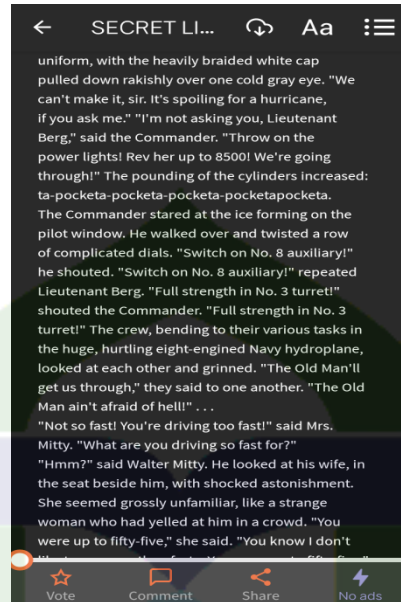 SECRET LI...
Aa
uniform, with the heavily braided white cap
pulled down rakishly over one cold gray eye. "We
can't make it, sir. It's spoiling for a hurricane,
if you ask me." "I'm not asking you, Lieutenant
Berg," said the Commander. "Throw on the
power lights! Rev her up to 8500! We're going
through!" The pounding of the cylinders increased:
ta-pocketa-pocketa-pocketa-pocketapocketa.
The Commander stared at the ice forming on the
pilot window. He walked over and twisted a row
of complicated dials. "Switch on No. 8 auxiliary!"
he shouted. "Switch on No. 8 auxiliary!" repeated
Lieutenant Berg. "Full strength in No. 3 turret!"
shouted the Commander. "Full strength in No. 3
turret!" The crew, bending to their various tasks in
the huge, hurtling eight-engined Navy hydroplane,
looked at each other and grinned. "The Old Man'll
get us through," they said to one another. "The Old
Man ain't afraid of hell!" . . .
"Not so fast! You're driving too fast!" said Mrs.
Mitty. "What are you driving so fast for?"
"Hmm?" said Walter Mitty. He looked at his wife, in
the seat beside him, with shocked astonishment.
She seemed grossly unfamiliar, like a strange
woman who had yelled at him in a crowd. "You
were up to fifty-five," she said. "You know I don't
Vote
Comment
Share
No ads